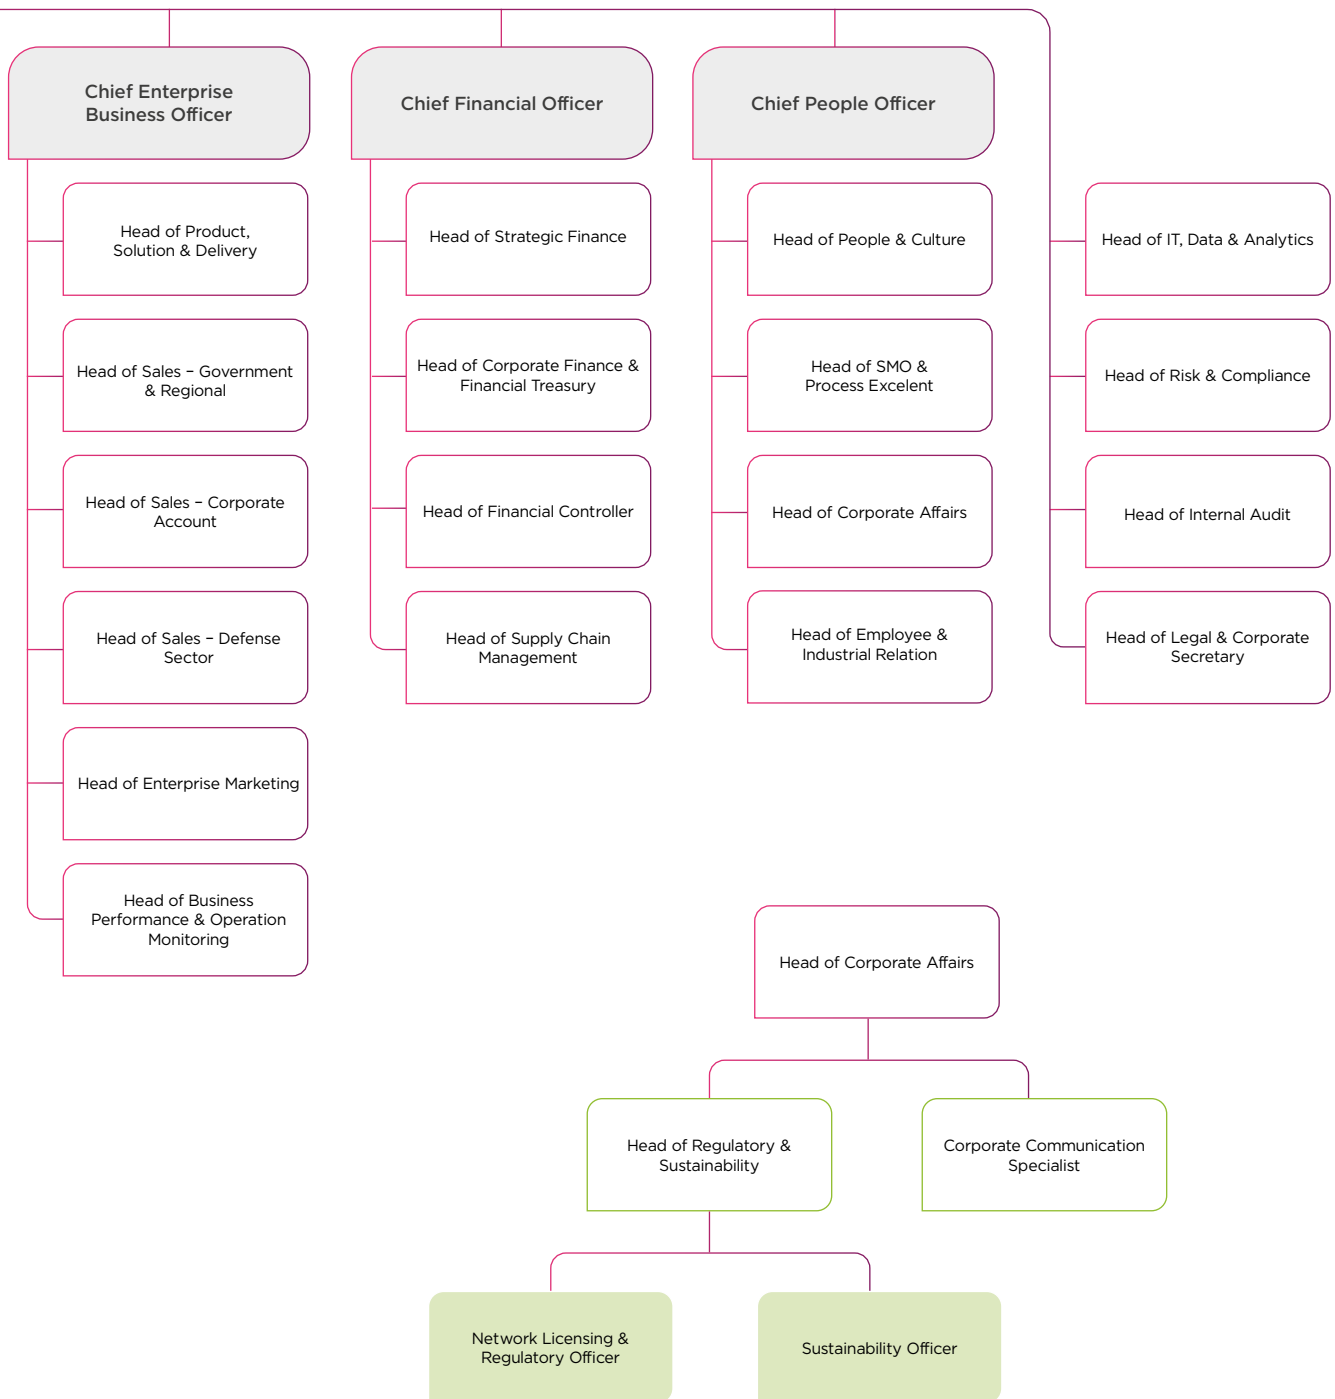 Chief Enterprise
Business Officer
Head of Product,
Solution & Delivery
Head of Sales – Government
& Regional
Head of Sales – Corporate
Account
Head of Sales – Defense
Sector
Head of Enterprise Marketing
Head of Business
Performance & Operation
Monitoring
Chief Financial Officer
Head of Strategic Finance
Head of Corporate Finance &
Financial Treasury
Head of Financial Controller
Head of Supply Chain
Management
Chief People Officer
Head of People & Culture
Head of SMO &
Process Excelent
Head of Corporate Affairs
Head of Employee &
Industrial Relation
Head of IT, Data & Analytics
Head of Risk & Compliance
Head of Internal Audit
Head of Legal & Corporate
Secretary
Head of Corporate Affairs
Head of Regulatory &
Sustainability
Corporate Communication
Specialist
Network Licensing &
Regulatory Officer
Sustainability Officer